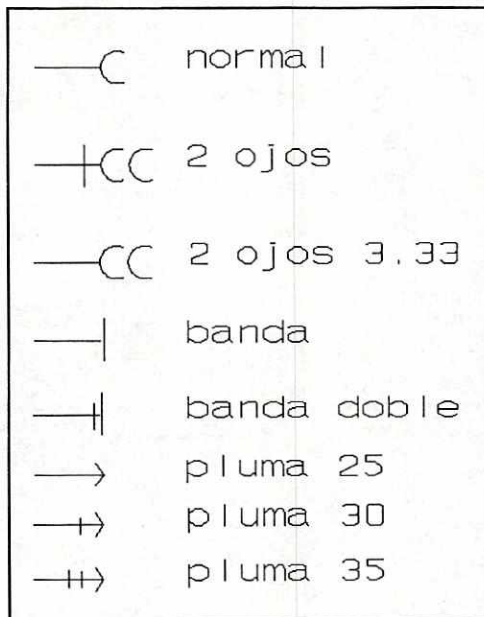 normal
2 ojos
2 ojos 3.33
banda
banda doble
pluma 25
pluma 30
pluma 35